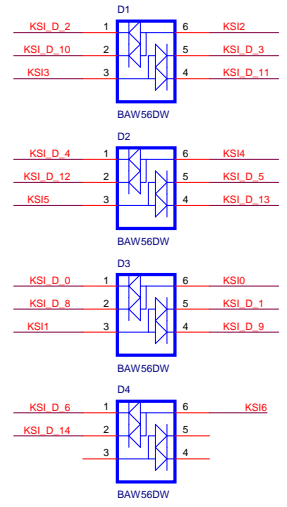 D1
KSI_D_2 1 6 KSI2
KSI_D_10 2 5 KSI_D_3
KSI3 3 4 KSI_D_11
BAW56DW
D2
KSI_D_4 1 6 KSI4
KSI_D_12 2 5 KSI_D_5
KSI5 3 4 KSI_D_13
BAW56DW
D3
KSI_D_0 1 6 KSI0
KSI_D_8 2 5 KSI_D_1
KSI1 3 4 KSI_D_9
BAW56DW
D4
KSI_D_6 1 6 KSI6
KSI_D_14 2 5
3 4
BAW56DW